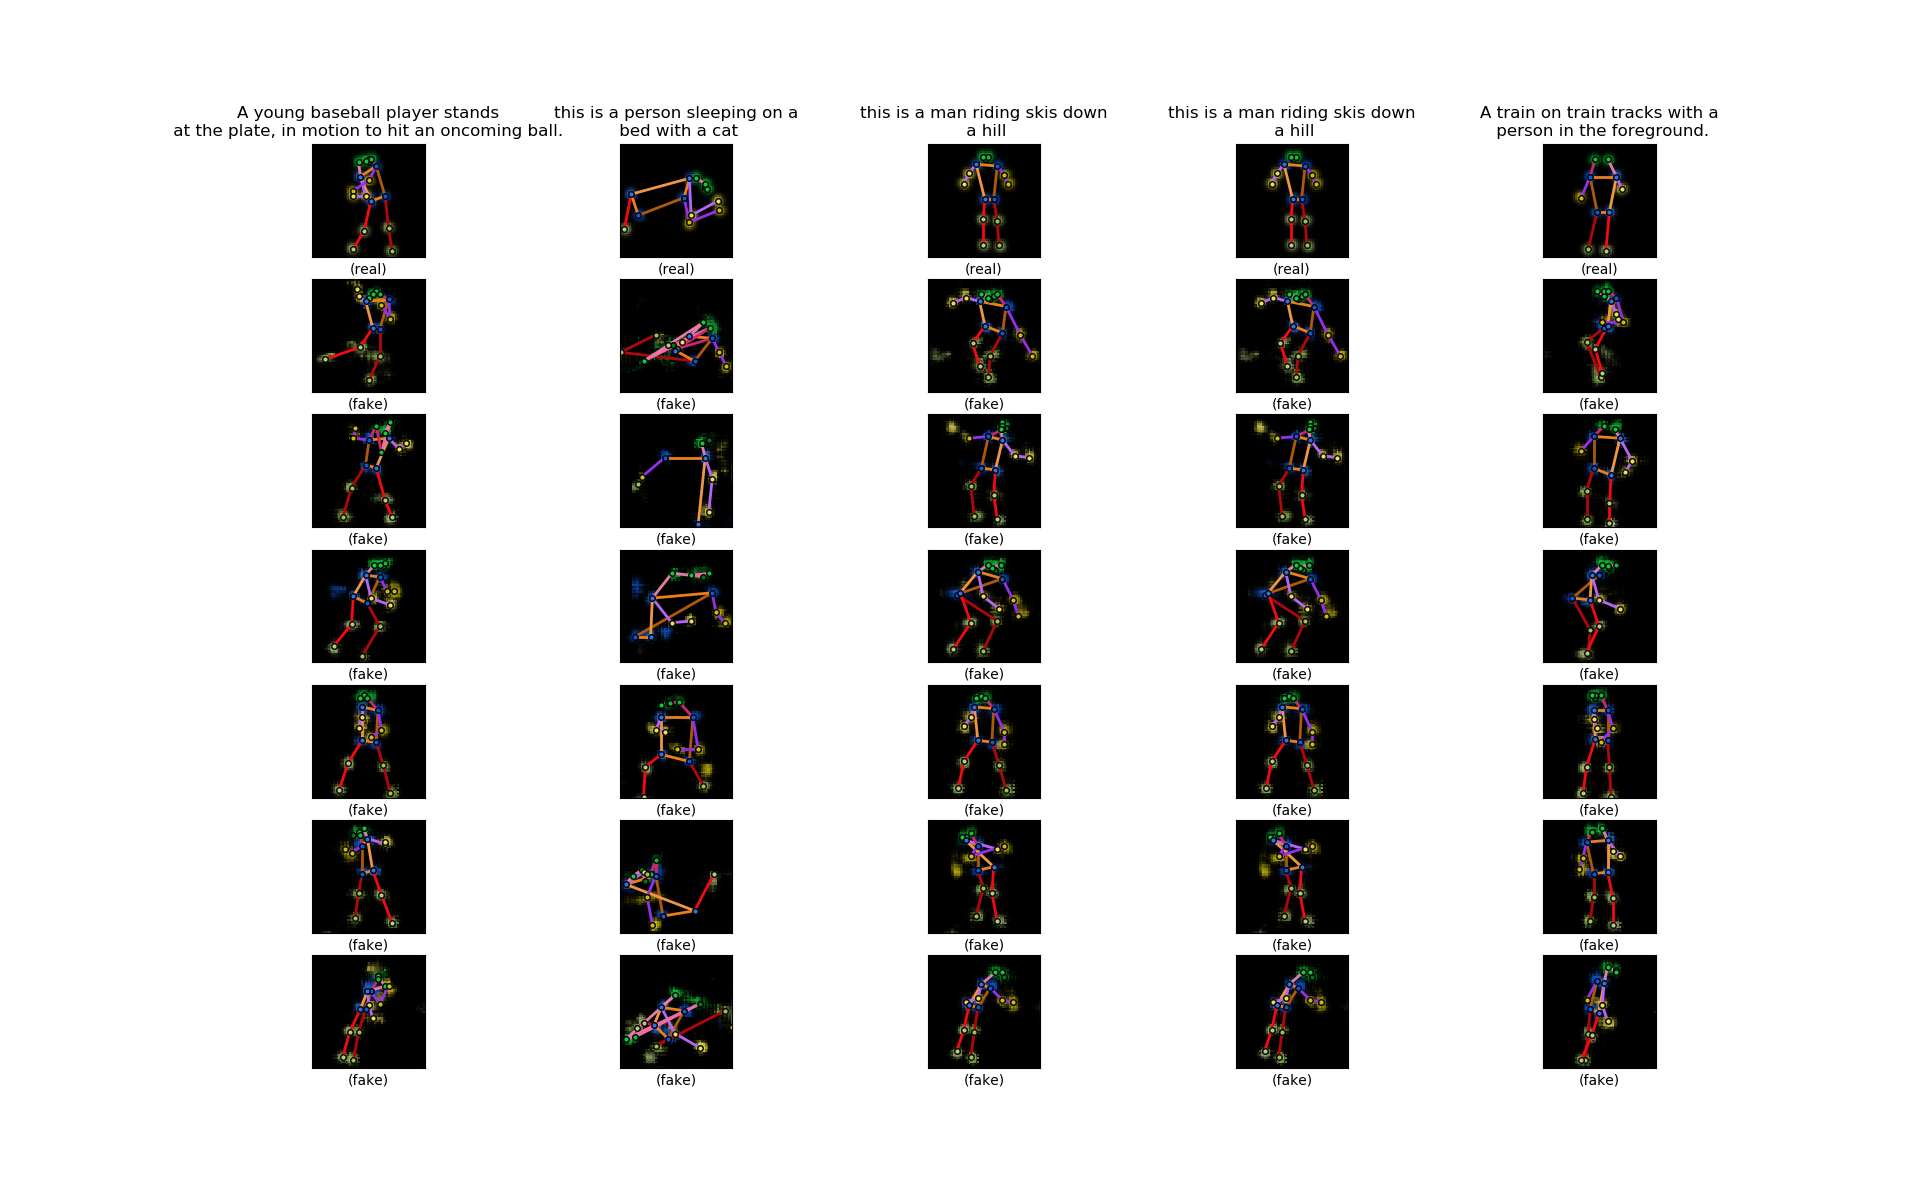 A young baseball player stands
at the plate, in motion to hit an oncoming ball.
this is a person sleeping on a
bed with a cat
this is a man riding skis down
a hill
this is a man riding skis down
a hill
A train on train tracks with a
person in the foreground.
(real) (real) (real) (real) (real)
(fake) (fake) (fake) (fake) (fake)
(fake) (fake) (fake) (fake) (fake)
(fake) (fake) (fake) (fake) (fake)
(fake) (fake) (fake) (fake) (fake)
(fake) (fake) (fake) (fake) (fake)
(fake) (fake) (fake) (fake) (fake)